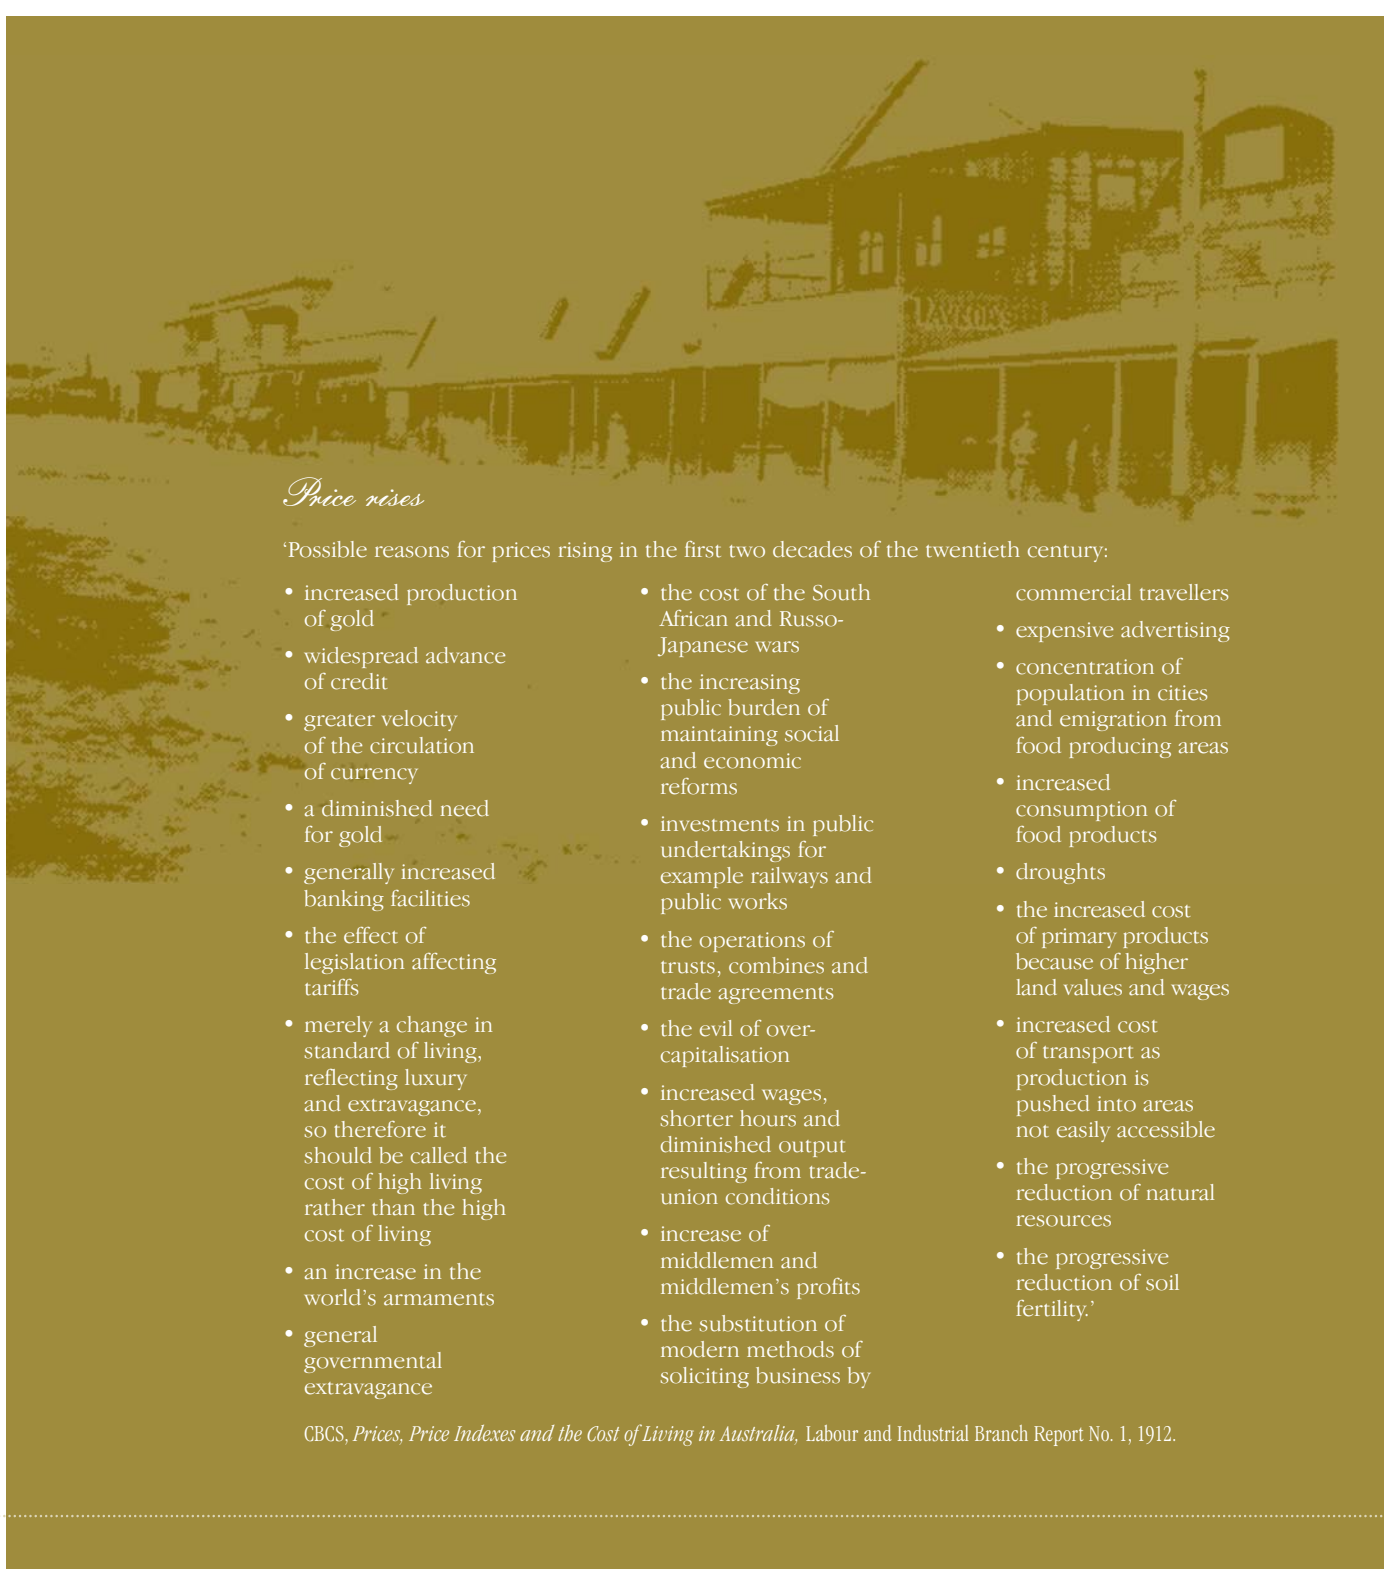 TAYLOR'S
Price rises
‘Possible reasons for prices rising in the first two decades of the twentieth century:
• increased production
of gold
• widespread advance
of credit
• greater velocity
of the circulation
of currency
• a diminished need
for gold
• generally increased
banking facilities
• the effect of
legislation affecting
tariffs
• merely a change in
standard of living,
reflecting luxury
and extravagance,
so therefore it
should be called the
cost of high living
rather than the high
cost of living
• an increase in the
world’s armaments
• general
governmental
extravagance
• the cost of the South
African and Russo-
Japanese wars
• the increasing
public burden of
maintaining social
and economic
reforms
• investments in public
undertakings for
example railways and
public works
• the operations of
trusts, combines and
trade agreements
• the evil of over-
capitalisation
• increased wages,
shorter hours and
diminished output
resulting from trade-
union conditions
• increase of
middlemen and
middlemen’s profits
• the substitution of
modern methods of
soliciting business by
commercial travellers
• expensive advertising
• concentration of
population in cities
and emigration from
food producing areas
• increased
consumption of
food products
• droughts
• the increased cost
of primary products
because of higher
land values and wages
• increased cost
of transport as
production is
pushed into areas
not easily accessible
• the progressive
reduction of natural
resources
• the progressive
reduction of soil
fertility.’
CBCS, Prices, Price Indexes and the Cost of Living in Australia, Labour and Industrial Branch Report No. 1, 1912.